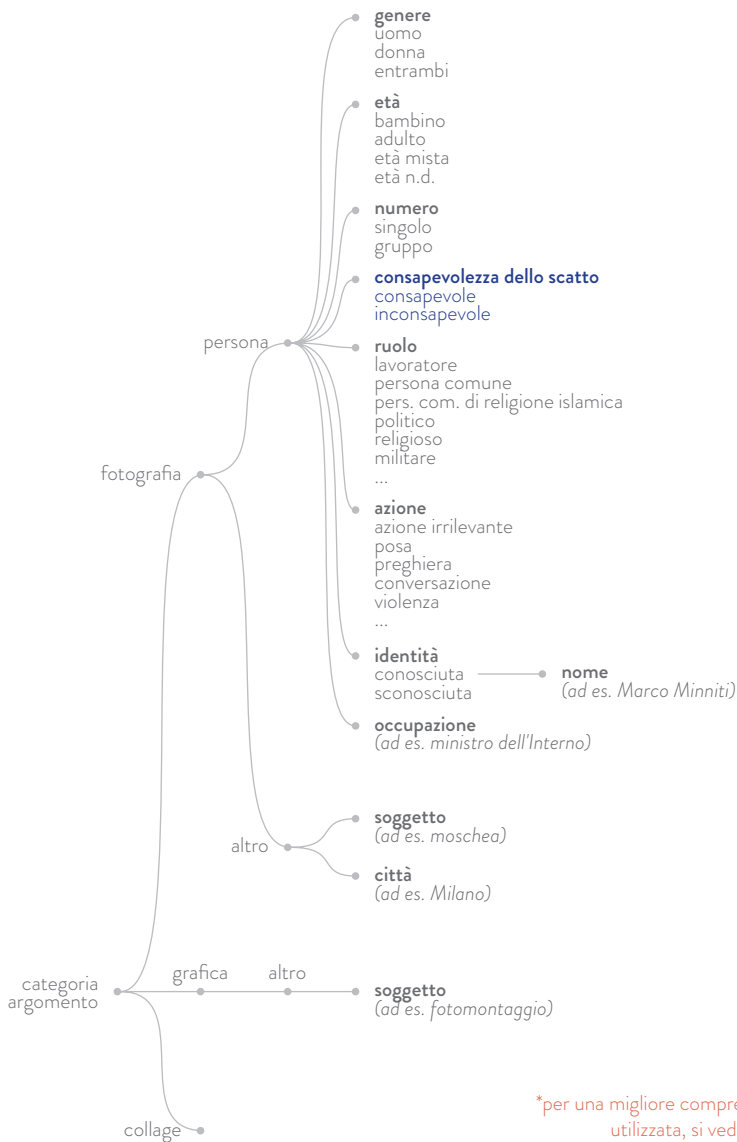 genere
uomo
donna
entrambi
età
bambino
adulto
età mista
età n.d.
numero
singolo
gruppo
consapevolezza dello scatto
consapevole
inconsapevole
persona
ruolo
lavoratore
persona comune
pers. com. di religione islamica
politico
religioso
militare
...
fotografia
azione
azione irrilevante
posa
preghiera
conversazione
violenza
...
identità
conosciuta
sconosciuta
nome
(ad es. Marco Minniti)
occupazione
(ad es. ministro dell'Interno)
altro
soggetto
(ad es. moschea)
città
(ad es. Milano)
categoria
argomento
grafica
altro
soggetto
(ad es. fotomontaggio)
collage
*per una migliore compre
utilizzata, si ved